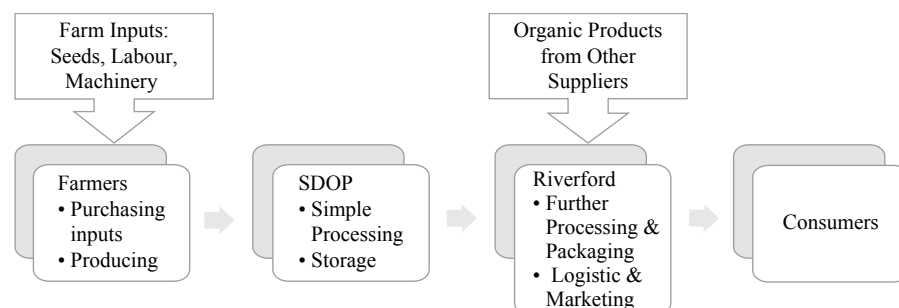 Farm Inputs:
Seeds, Labour,
Machinery
Organic Products
from Other
Suppliers
Farmers
• Purchasing
inputs
• Producing
SDOP
• Simple
Processing
• Storage
Riverford
• Further
Processing &
Packaging
• Logistic &
Marketing
Consumers